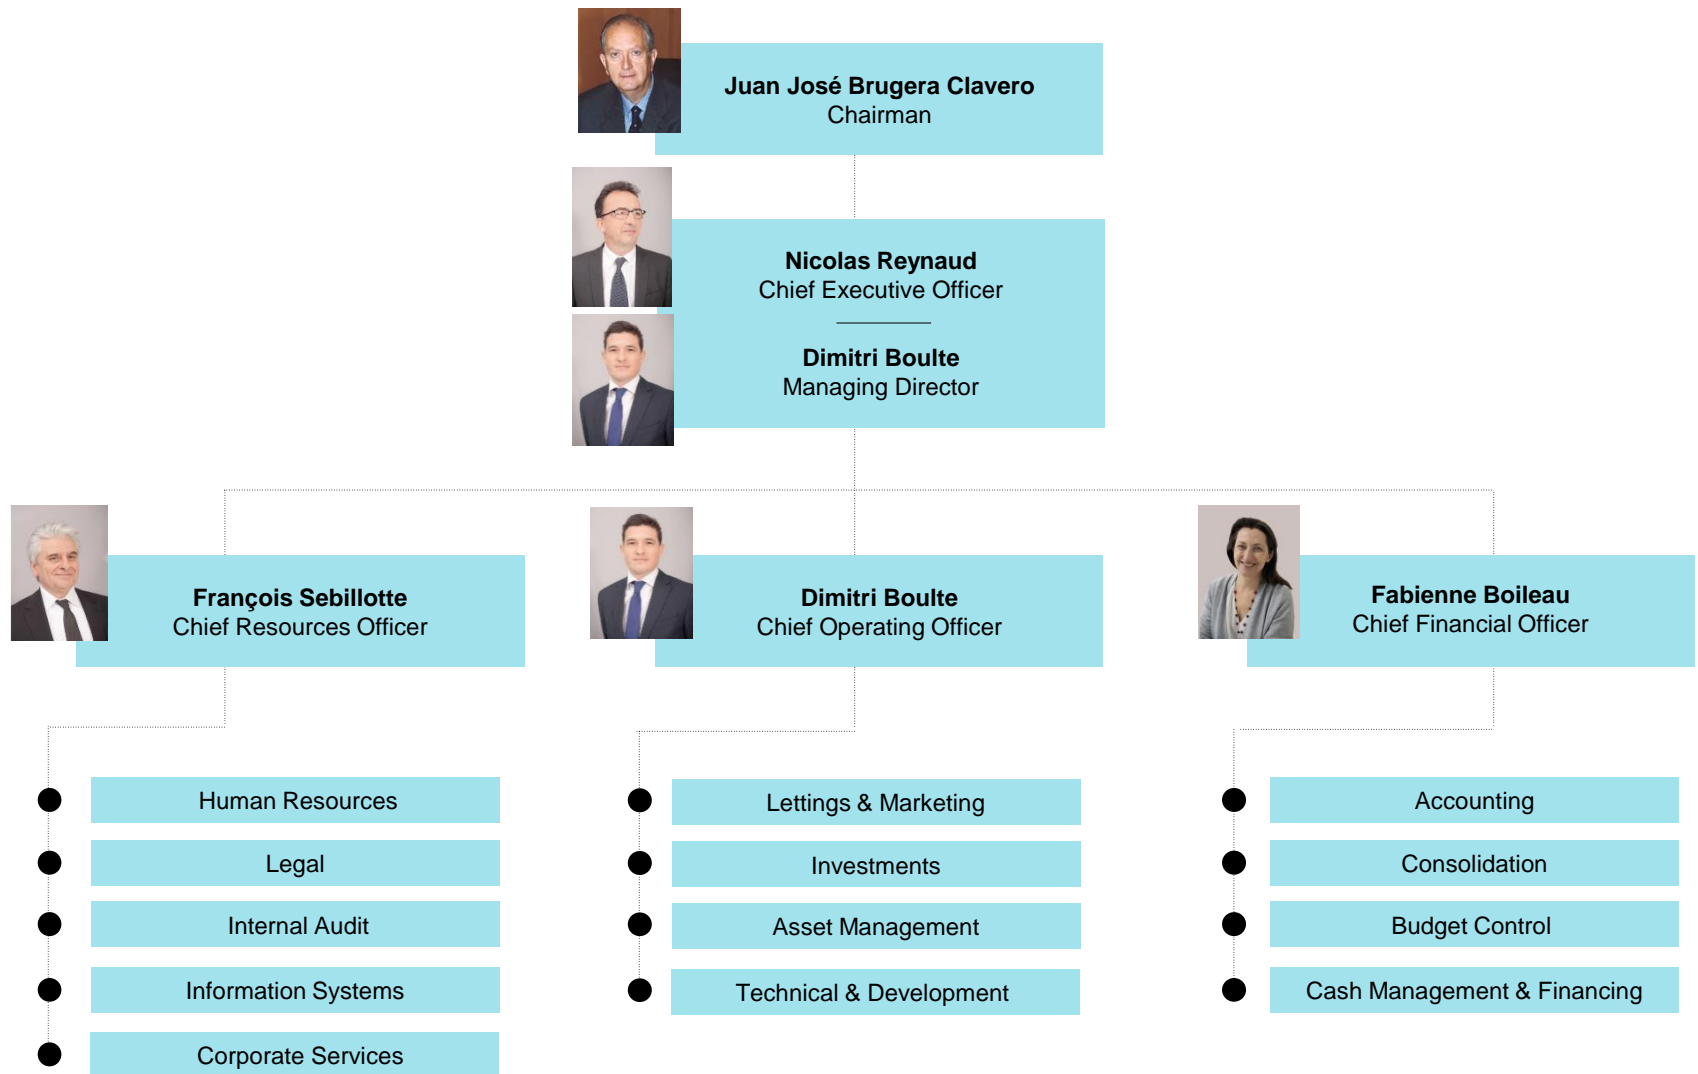 Juan José Brugera Clavero
Chairman
Nicolas Reynaud
Chief Executive Officer
Dimitri Boulte
Managing Director
François Sebillotte
Chief Resources Officer
Dimitri Boulte
Chief Operating Officer
Fabienne Boileau
Chief Financial Officer
Human Resources
Legal
Internal Audit
Information Systems
Corporate Services
Lettings & Marketing
Investments
Asset Management
Technical & Development
Accounting
Consolidation
Budget Control
Cash Management & Financing